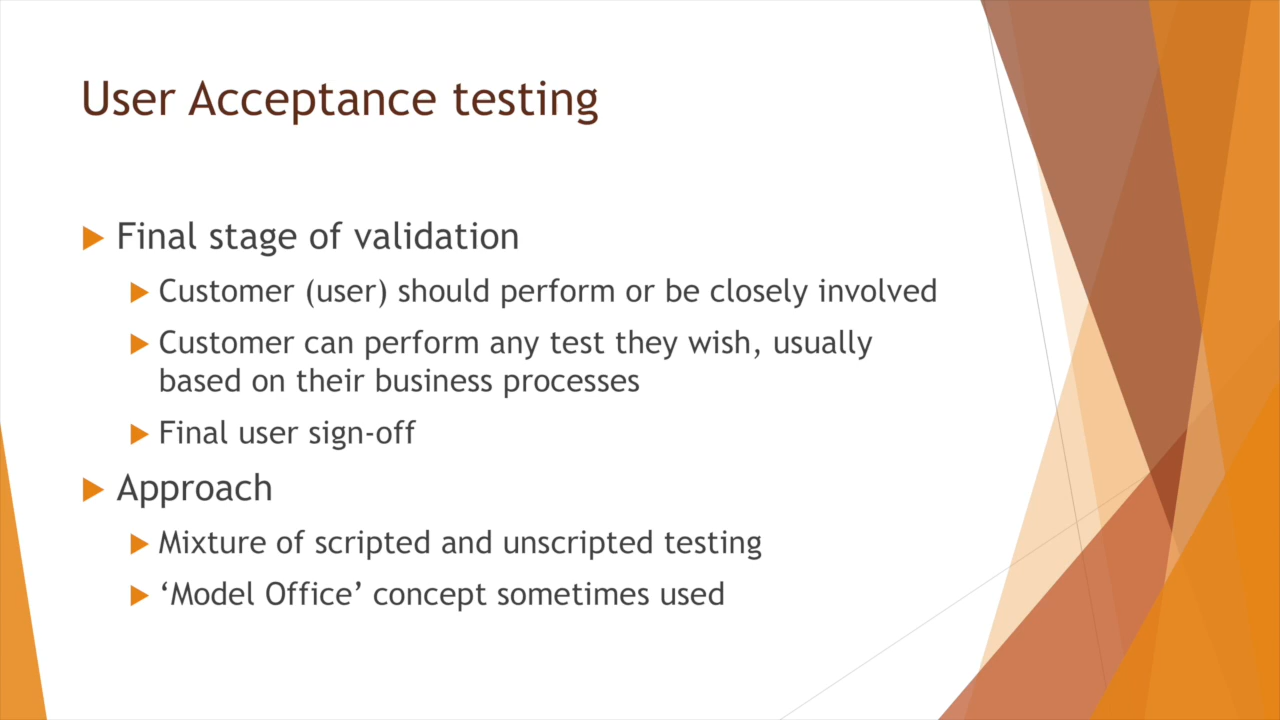 User Acceptance testing
Final stage of validation
Customer (user) should perform or be closely involved
Customer can perform any test they wish, usually
based on their business processes
Final user sign-off
Approach
Mixture of scripted and unscripted testing
‘Model Office’ concept sometimes used